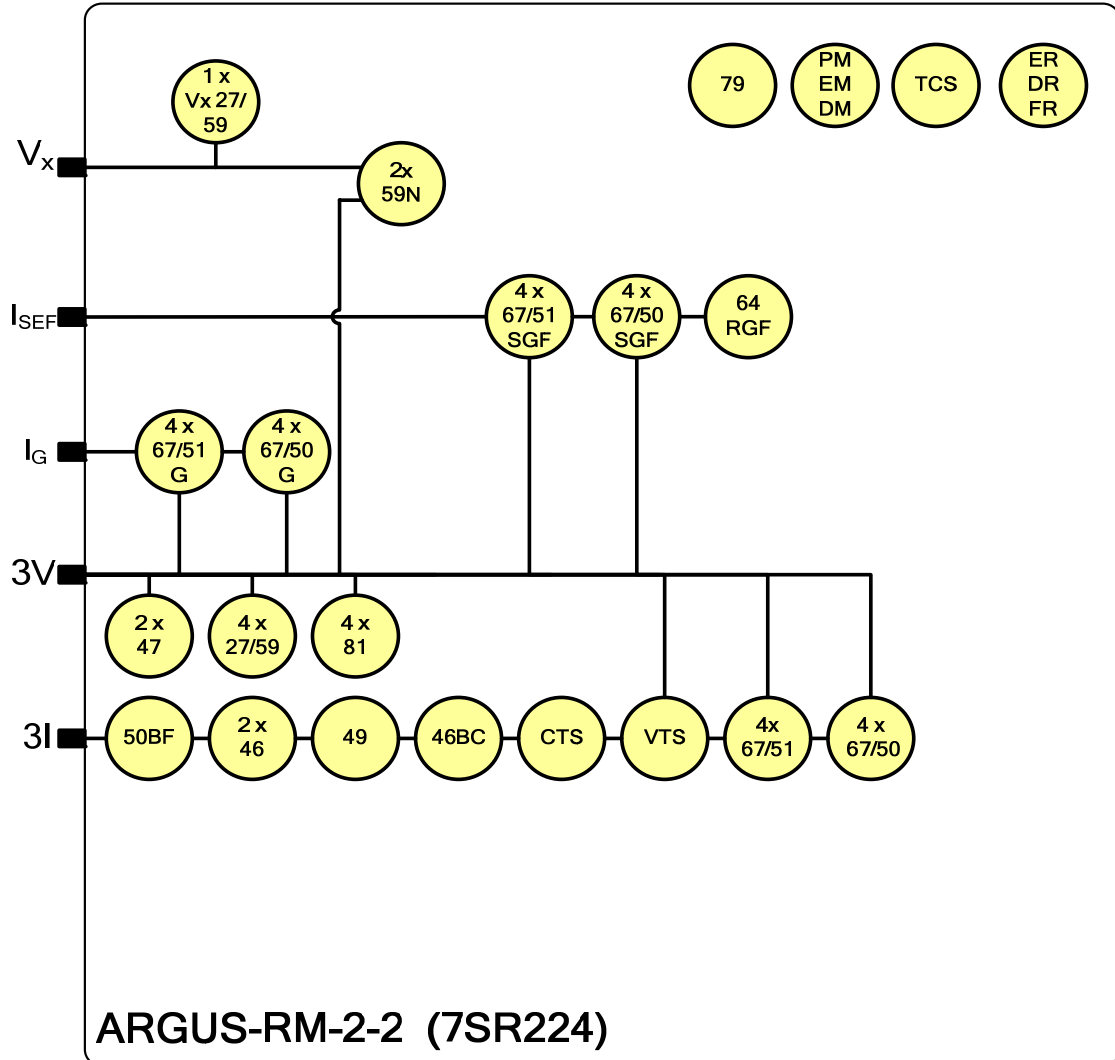 1 x
Vx 27/
59
79
PM
EM
DM
TCS
ER
DR
FR
Vx
2x
59N
ISEF
4 x
67/51
SGF
4 x
67/50
SGF
64
RGF
IG
4 x
67/51
G
4 x
67/50
G
3V
2 x
47
4 x
27/59
4 x
81
3I
50BF
2 x
46
49
46BC
CTS
VTS
4x
67/51
4 x
67/50
ARGUS-RM-2-2 (7SR224)